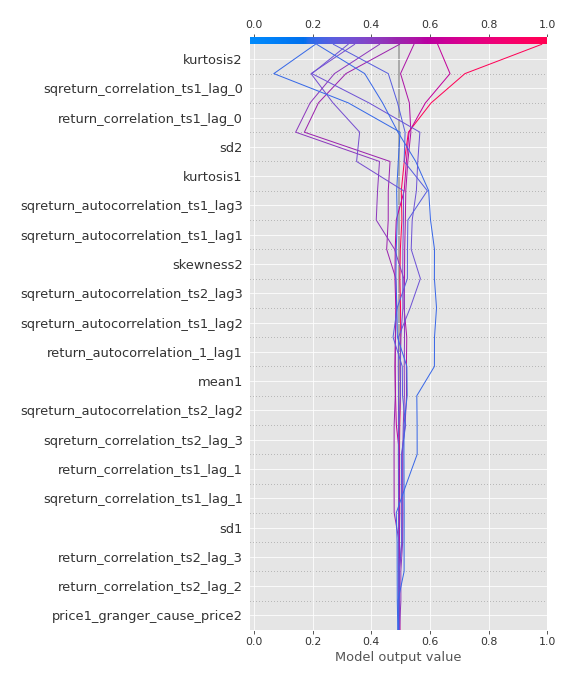 0.0 0.2 0.4 0.6 0.8 1.0
kurtosis2
sqreturn_correlation_ts1_lag_0
return_correlation_ts1_lag_0
sd2
kurtosis1
sqreturn_autocorrelation_ts1_lag3
sqreturn_autocorrelation_ts1_lag1
skewness2
sqreturn_autocorrelation_ts2_lag3
sqreturn_autocorrelation_ts1_lag2
return_autocorrelation_1_lag1
mean1
sqreturn_autocorrelation_ts2_lag2
sqreturn_correlation_ts2_lag_3
return_correlation_ts1_lag_1
sqreturn_correlation_ts1_lag_1
sd1
return_correlation_ts2_lag_3
return_correlation_ts2_lag_2
price1_granger_cause_price2
0.0 0.2 0.4 0.6 0.8 1.0
Model output value